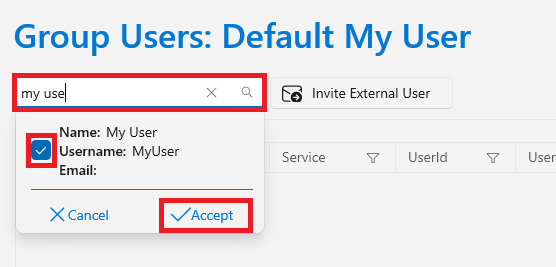 Group Users: Default My User
my use
Invite External User
Name: My User
Username: MyUser
Email:
Service
UserId
User
Cancel
Accept